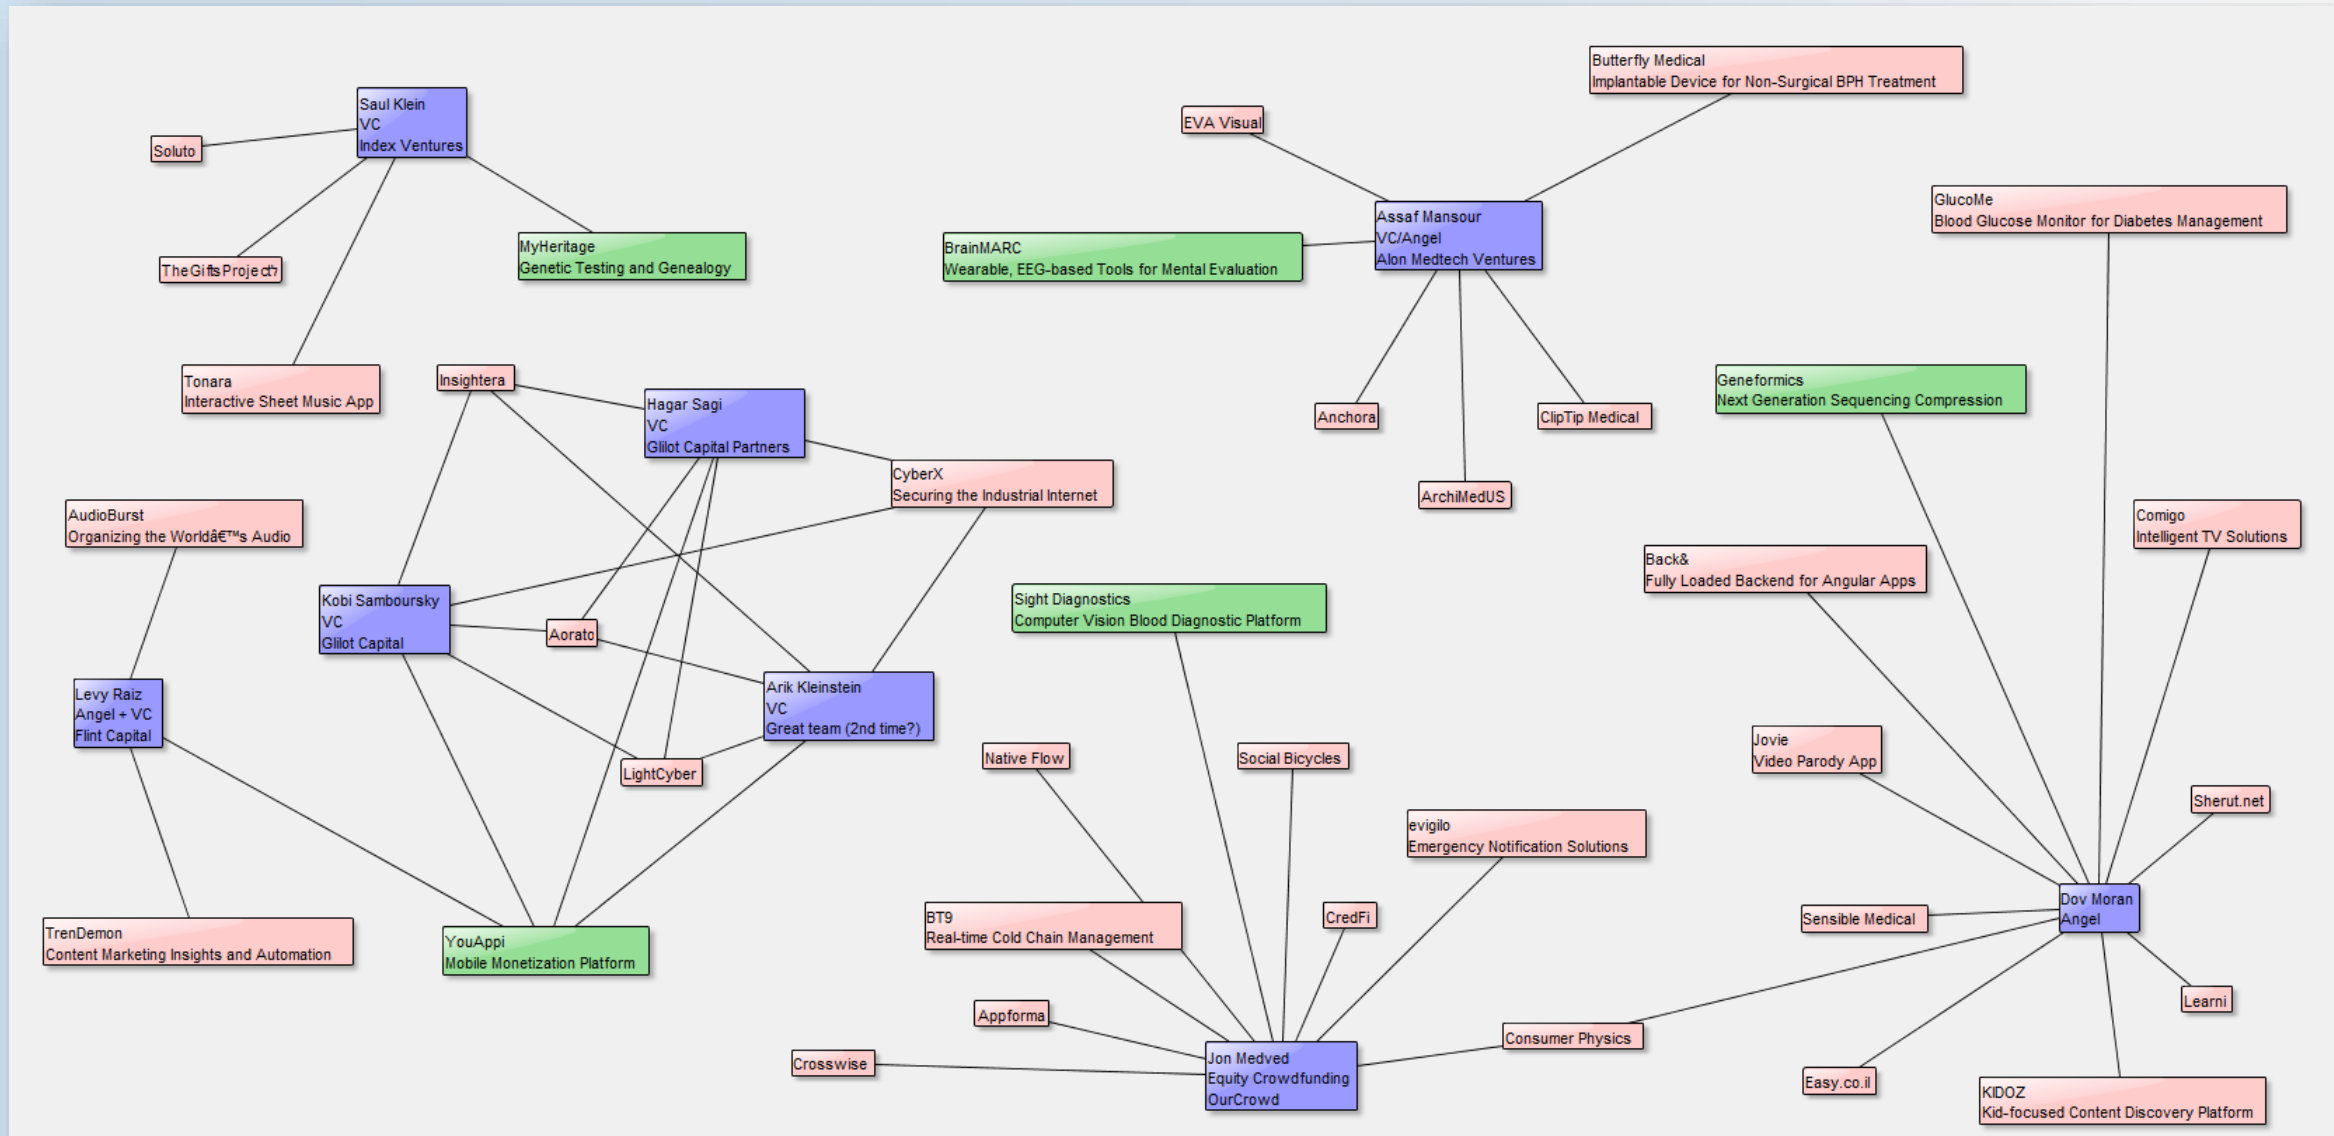 Butterfly Medical
Implantable Device for Non-Surgical BPH Treatment
Saul Klein
VC
Index Ventures
EVA Visual
Soluto
GlucoMe
Blood Glucose Monitor for Diabetes Management
Assaf Mansour
VC/Angel
Alon Medtech Ventures
MyHeritage
Genetic Testing and Genealogy
BrainMARC
Wearable, EEG-based Tools for Mental Evaluation
TheGiftsProject
Tonara
Interactive Sheet Music App
Insightera
Hagar Sagi
VC
Glilot Capital Partners
Geneformics
Next Generation Sequencing Compression
Anchora
ClipTip Medical
CyberX
Securing the Industrial Internet
ArchiMedUS
AudioBurst
Organizing the Worldâ€™s Audio
Comigo
Intelligent TV Solutions
Back&
Fully Loaded Backend for Angular Apps
Kobi Samboursky
VC
Glilot Capital
Sight Diagnostics
Computer Vision Blood Diagnostic Platform
Aorato
Levy Raiz
Angel + VC
Flint Capital
Arik Kleinstein
VC
Great team (2nd time?)
Jovie
Video Parody App
Native Flow
Social Bicycles
LightCyber
Sherut.net
evigilo
Emergency Notification Solutions
Dov Moran
Angel
BT9
Real-time Cold Chain Management
CredFi
Sensible Medical
TrenDemon
Content Marketing Insights and Automation
YouAppi
Mobile Monetization Platform
Learni
Appforma
Consumer Physics
Crosswise
Jon Medved
Equity Crowdfunding
OurCrowd
Easy.co.il
KIDOZ
Kid-focused Content Discovery Platform